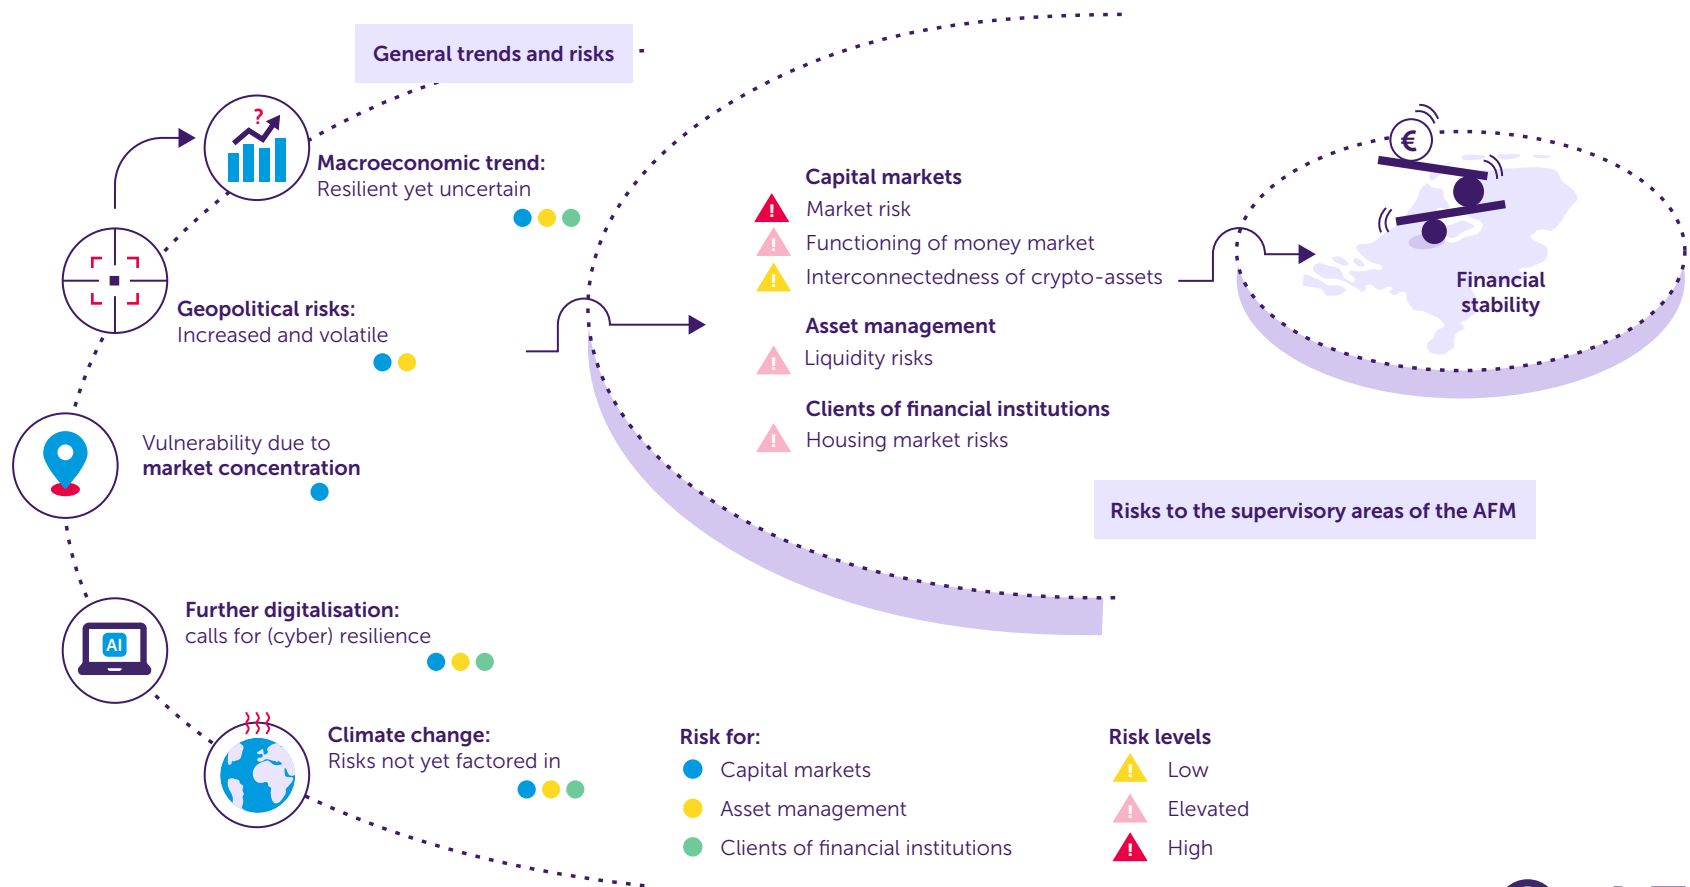 General trends and risks
?
Macroeconomic trend:
Resilient yet uncertain
Geopolitical risks:
Increased and volatile
Vulnerability due to
market concentration
Further digitalisation:
calls for (cyber) resilience
AI
Climate change:
Risks not yet factored in
Capital markets
! Market risk
! Functioning of money market
! Interconnectedness of crypto-assets
Asset management
! Liquidity risks
Clients of financial institutions
! Housing market risks
Risks to the supervisory areas of the AFM
€
Financial
stability
Risk for:
Capital markets
Asset management
Clients of financial institutions
Risk levels
! Low
! Elevated
! High